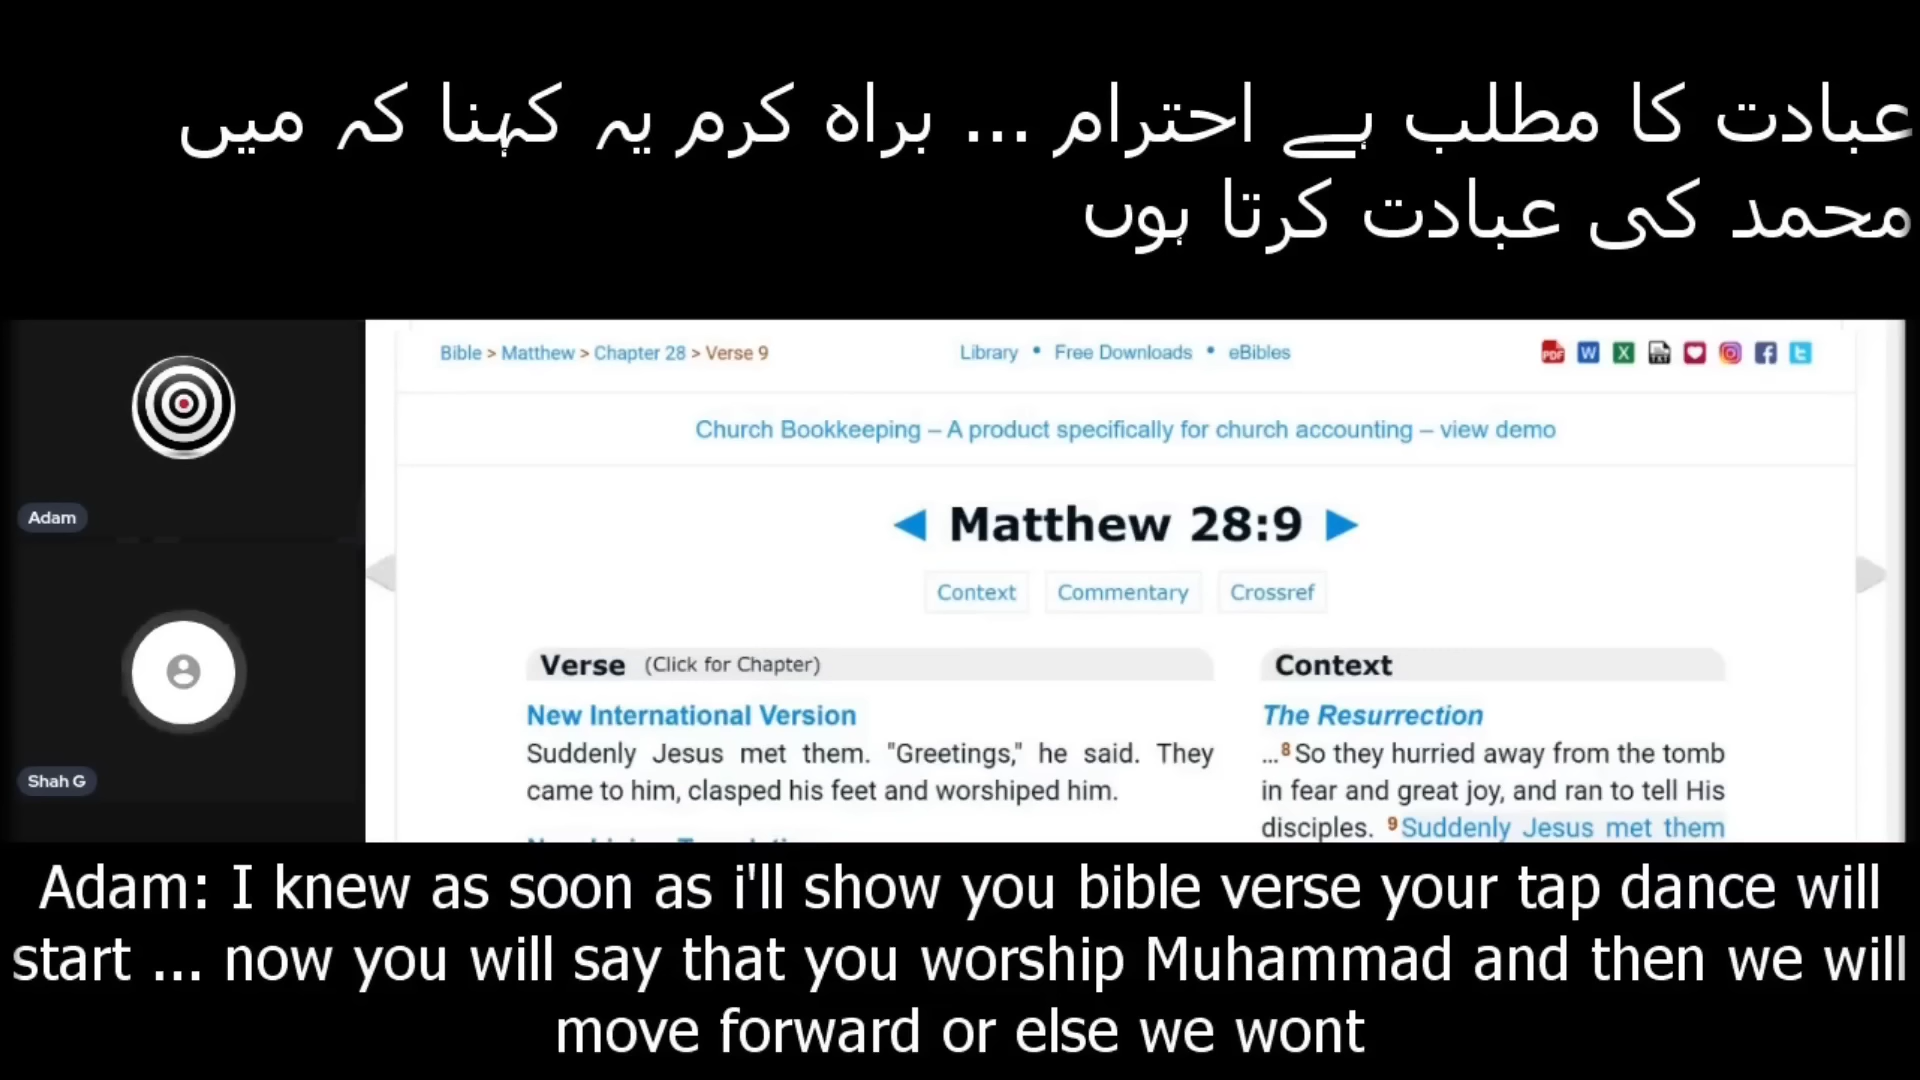 عبادت کا مطلب ہے احترام ... براہ کرم یہ کہنا کہ میں
محمد کی عبادت کرتا ہوں
Bible > Matthew > Chapter 28 > Verse 9
Library • Free Downloads • eBibles
Church Bookkeeping – A product specifically for church accounting – view demo
Adam
◄ Matthew 28:9 ►
Context Commentary Crossref
Shah G
Verse (Click for Chapter)
New International Version
Suddenly Jesus met them. "Greetings," he said. They
came to him, clasped his feet and worshiped him.
Context
The Resurrection
...8So they hurried away from the tomb
in fear and great joy, and ran to tell His
disciples. 9Suddenly Jesus met them
Adam: I knew as soon as i'll show you bible verse your tap dance will
start ... now you will say that you worship Muhammad and then we will
move forward or else we wont